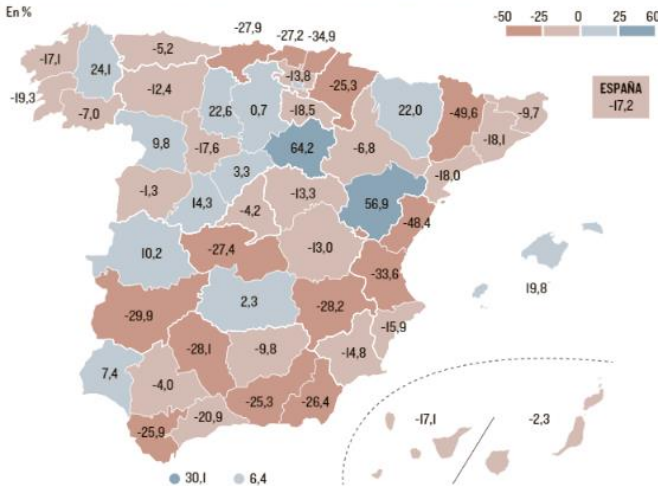 En %
-50 -25 0 25 60
-27,9 -27,2 -34,9
-5,2
-17,1 24,1 -13,8
-12,4 -25,3
ESPAÑA
-17,2
-19,3 -7,0 22,6 0,7 -18,5 22,0 -49,6 -9,7
9,8 -17,6 64,2 -6,8 -18,1
3,3 -18,0
-1,3 14,3 -4,2 -13,3 56,9
-48,4
10,2 -27,4 -13,0
-33,6 19,8
-29,9 2,3 -28,2
-15,9
-28,1 -9,8 -14,8
7,4 -4,0
-25,3 -26,4
-25,9 -20,9 -17,1 -2,3
30,1 6,4